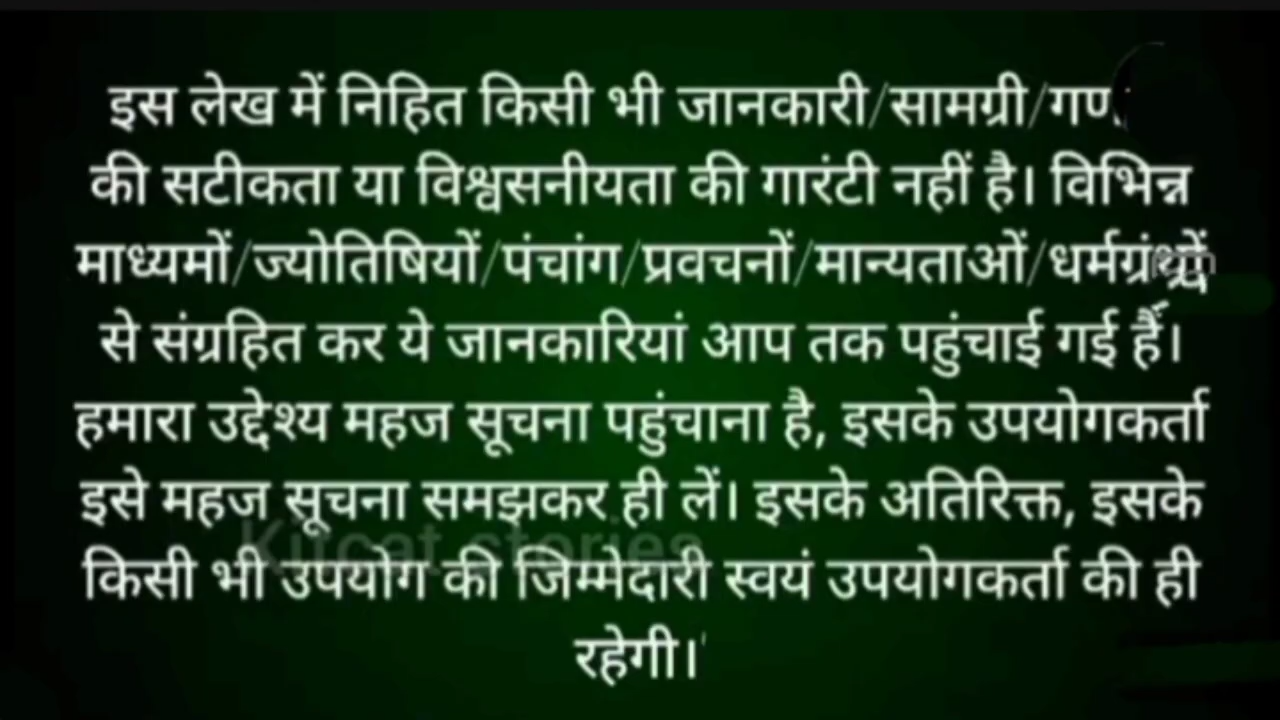 इस लेख में निहित किसी भी जानकारी/सामग्री/गण
की सटीकता या विश्वसनीयता की गारंटी नहीं है। विभिन्न
माध्यमों/ज्योतिषियों/पंचांग/प्रवचनों/मान्यताओं/धर्मग्रंथों
से संग्रहित कर ये जानकारियां आप तक पहुंचाई गई हैं।
हमारा उद्देश्य महज सूचना पहुंचाना है, इसके उपयोगकर्ता
इसे महज सूचना समझकर ही लें। इसके अतिरिक्त, इसके
Kitcat stories
किसी भी उपयोग की जिम्मेदारी स्वयं उपयोगकर्ता की ही
रहेगी।'